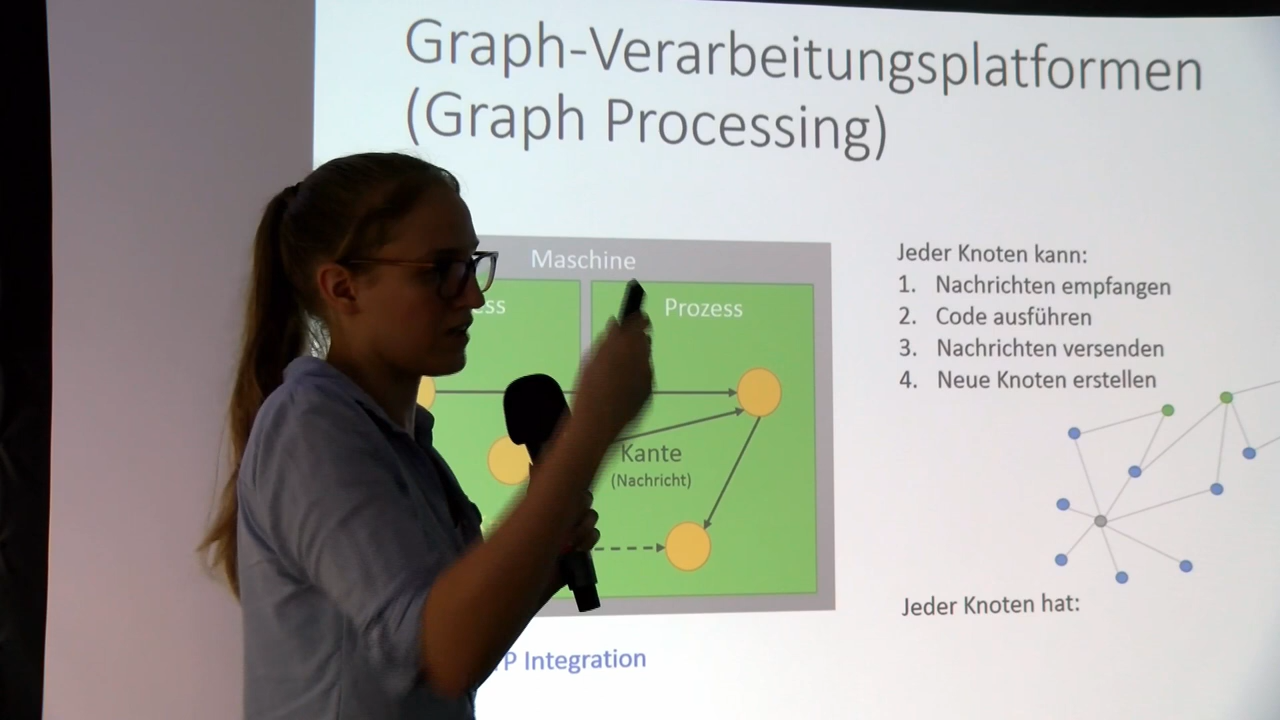 Graph-Verarbeitungsplatformen
(Graph Processing)
Maschine
Prozess
Kante
(Nachricht)
Jeder Knoten kann:
1. Nachrichten empfangen
2. Code ausführen
3. Nachrichten versenden
4. Neue Knoten erstellen
Jeder Knoten hat:
Integration